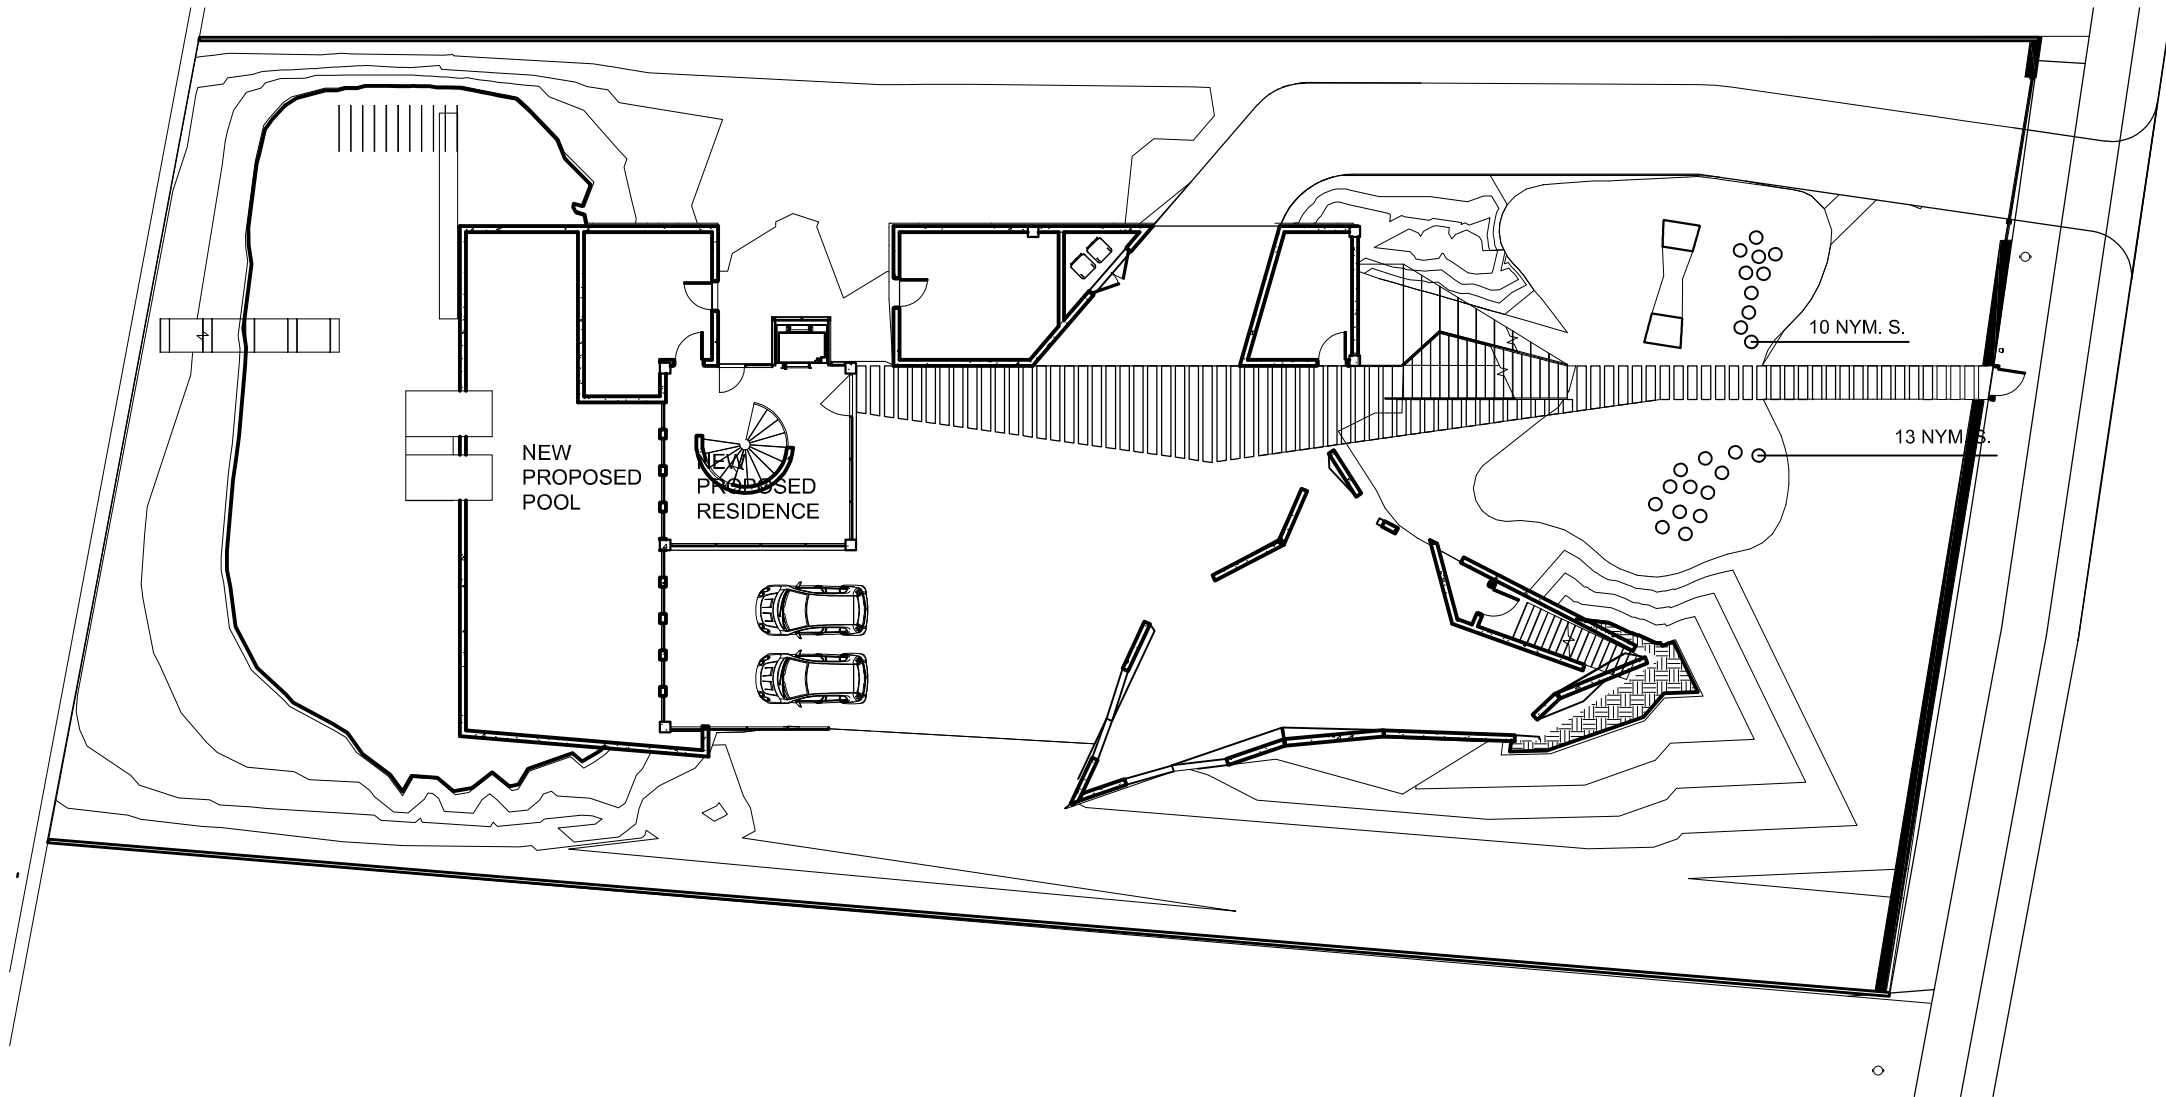 10 NYM. S.
13 NYM. S.
NEW
PROPOSED
POOL
NEW
PROPOSED
RESIDENCE